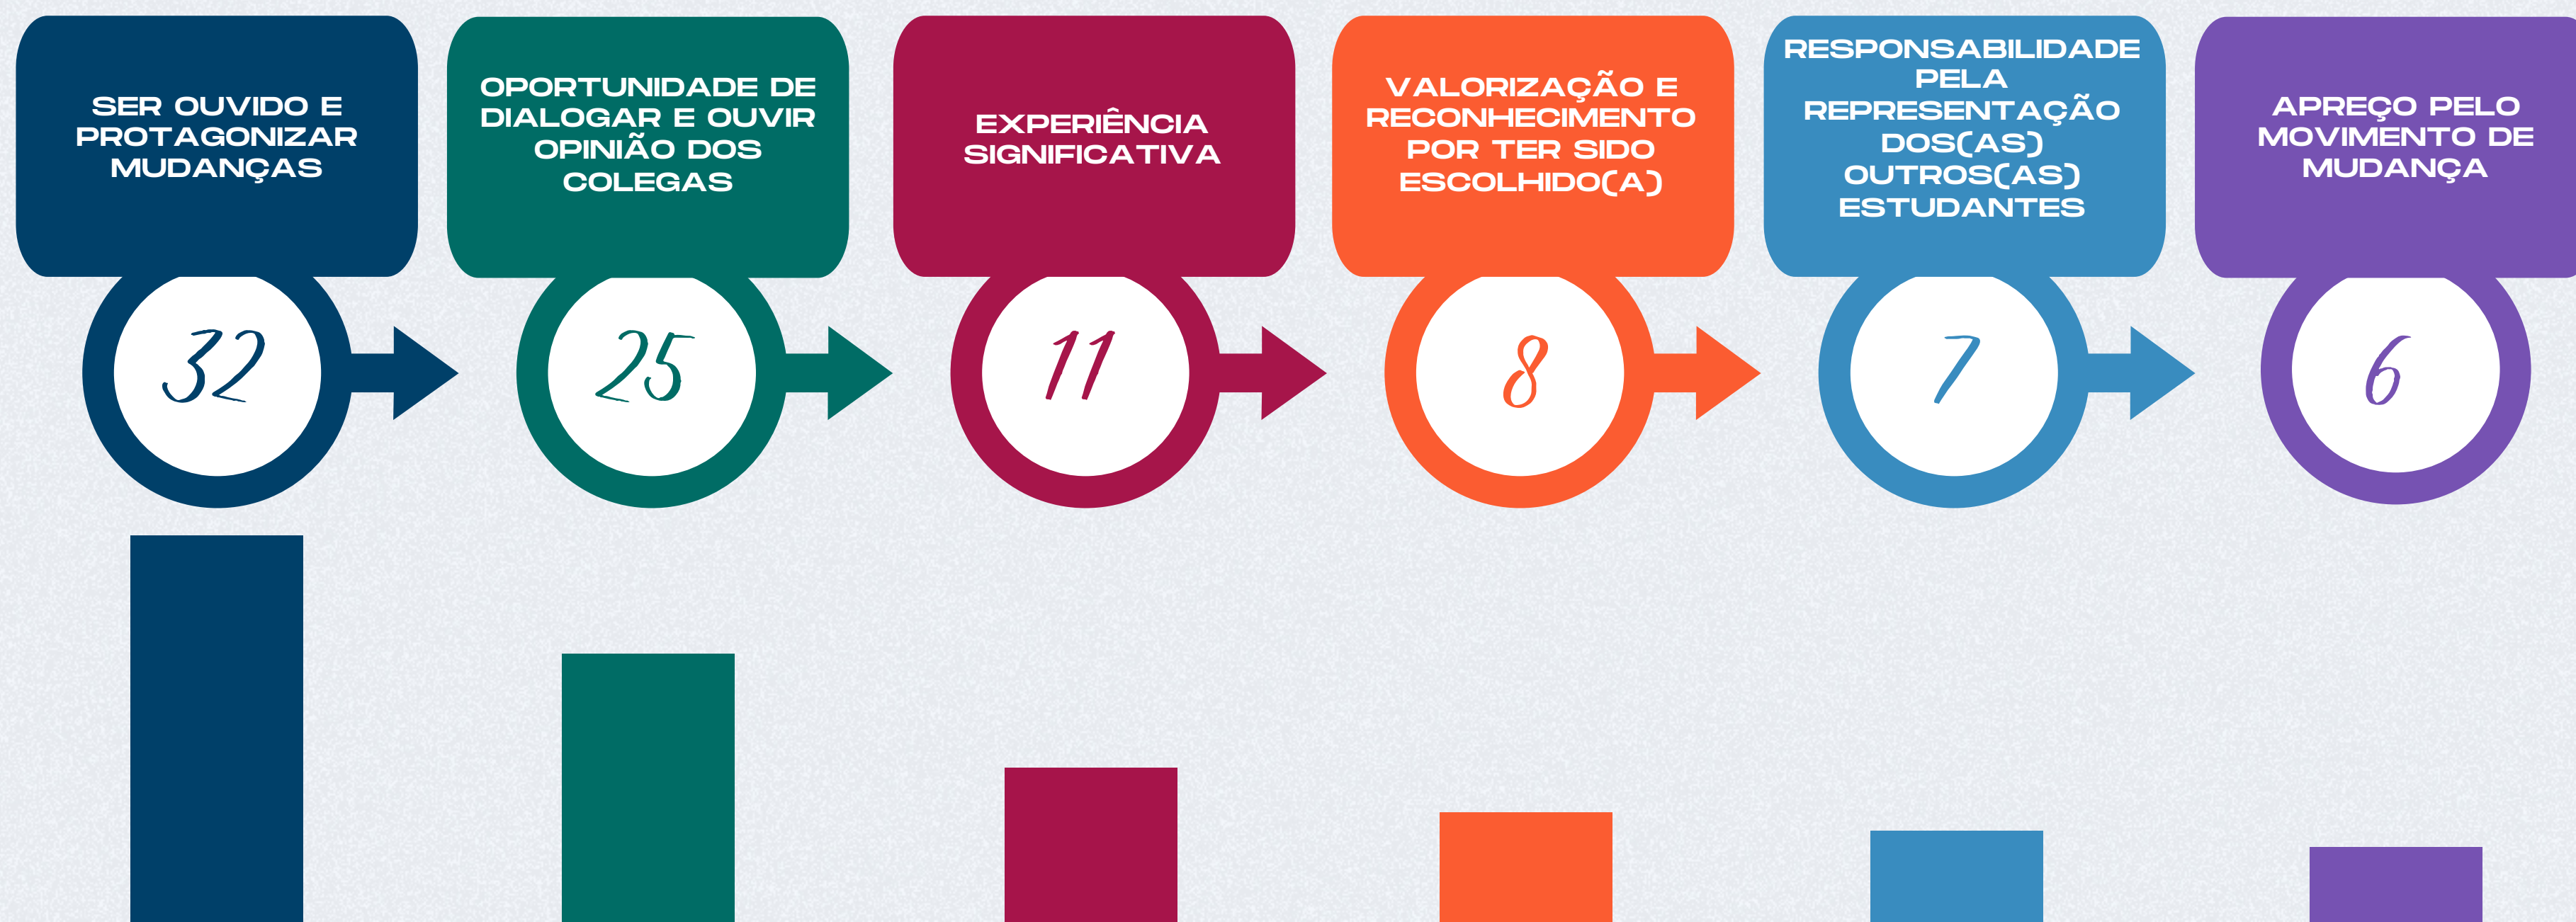 SER OUVIDO E
PROTAGONIZAR
MUDANÇAS
OPORTUNIDADE DE
DIALOGAR E OUVIR
OPINIÃO DOS
COLEGAS
EXPERIÊNCIA
SIGNIFICATIVA
VALORIZAÇÃO E
RECONHECIMENTO
POR TER SIDO
ESCOLHIDO(A)
RESPONSABILIDADE
PELA
REPRESENTAÇÃO
DOS(AS)
OUTROS(AS)
ESTUDANTES
APREÇO PELO
MOVIMENTO DE
MUDANÇA
32
25
11
8
7
6